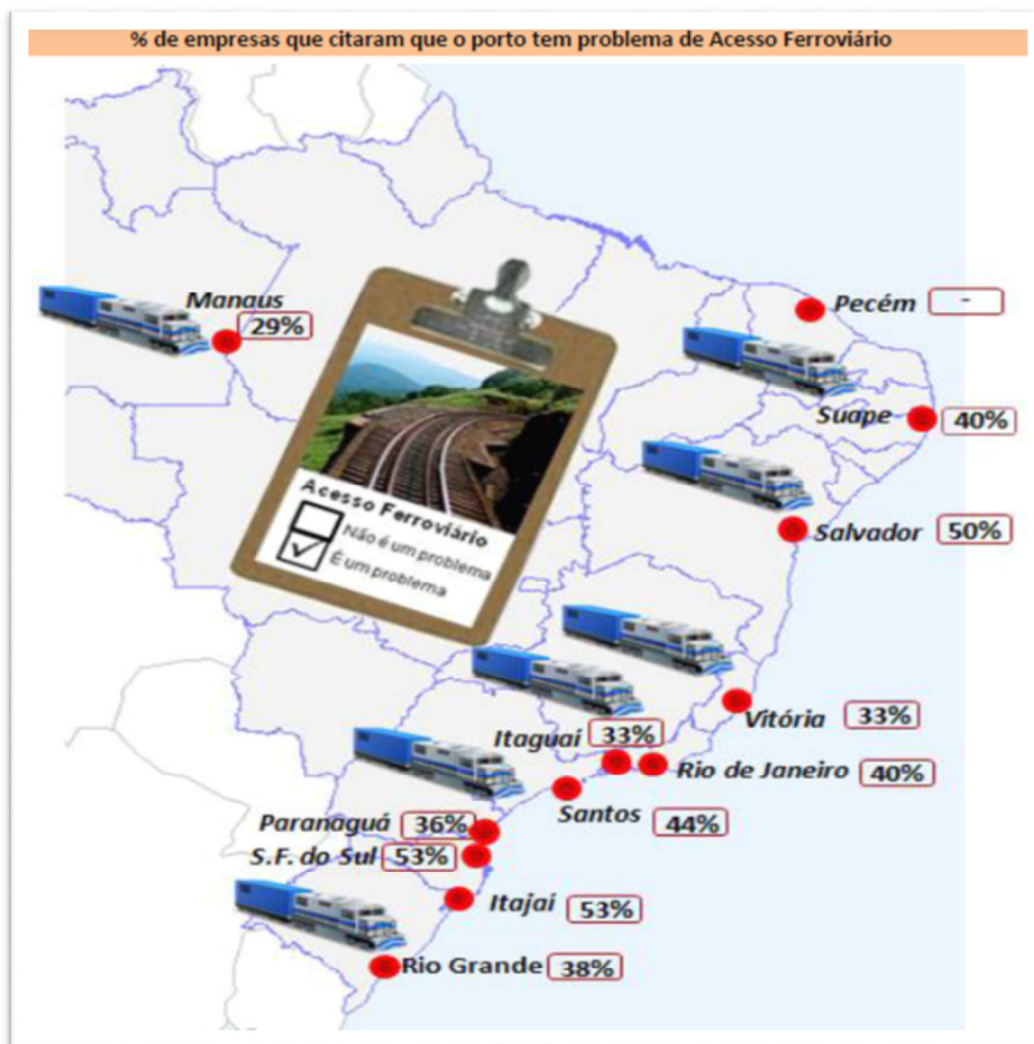 % de empresas que citaram que o porto tem problema de Acesso Ferroviário
Manaus
29%
Pecém -
Suape 40%
Salvador 50%
Acesso Ferroviário
Não é um problema
É um problema
Vitória 33%
Itaguaí 33%
Rio de Janeiro 40%
Santos 44%
Paranaguá 36%
S.F. do Sul 53%
Itajaí 53%
Rio Grande 38%